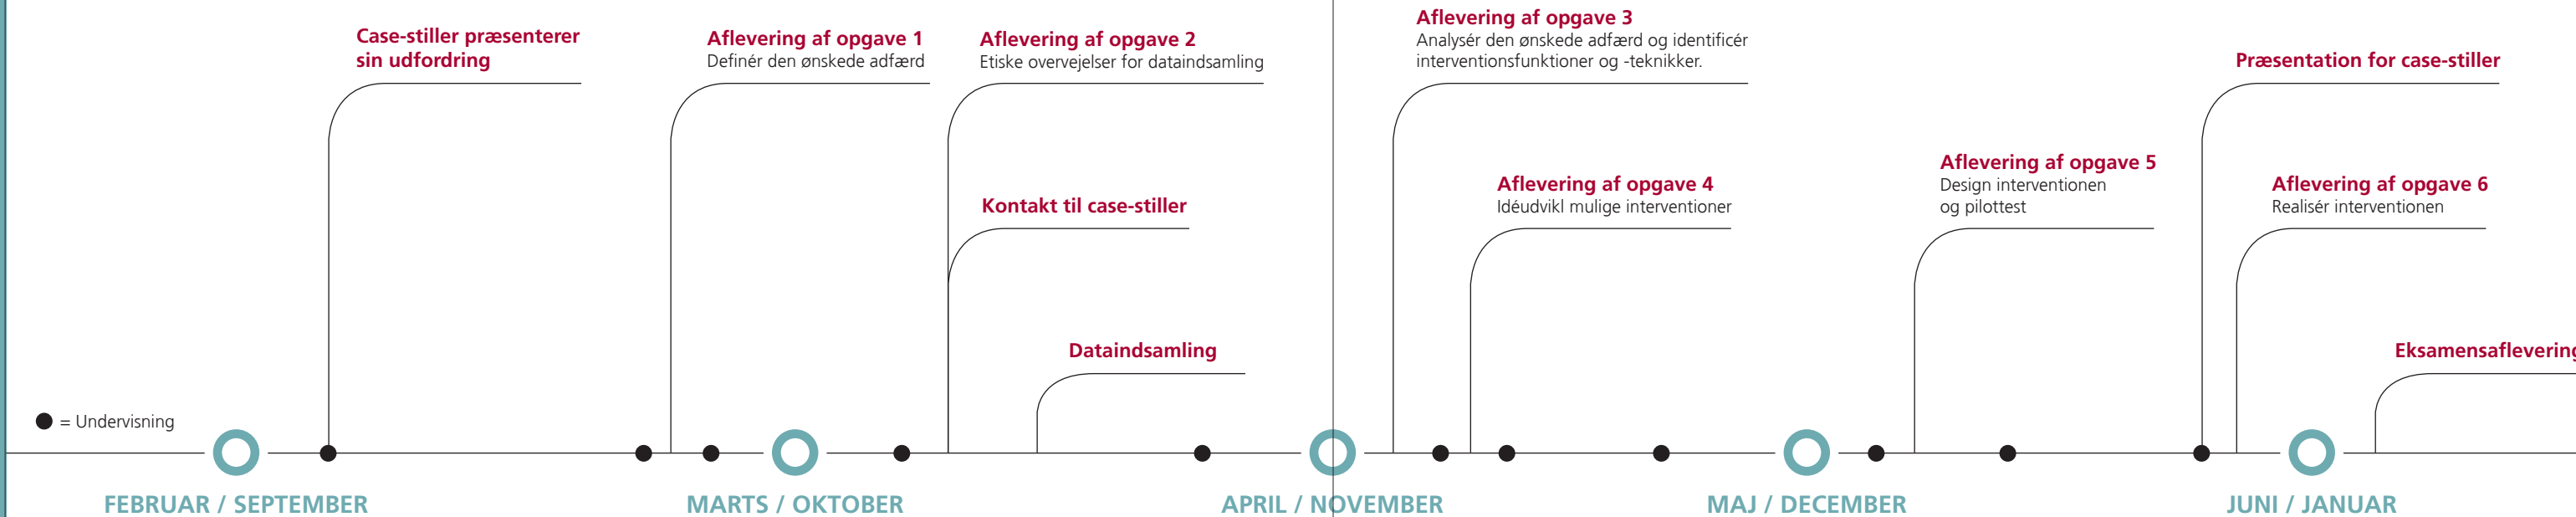 Case-stiller præsenterer
sin udfordring
Aflevering af opgave 1
Definér den ønskede adfærd
Aflevering af opgave 2
Etiske overvejelser for dataindsamling
Kontakt til case-stiller
Dataindsamling
Aflevering af opgave 3
Analysér den ønskede adfærd og identificér
interventionsfunktioner og -teknikker.
Aflevering af opgave 4
Idéudvikl mulige interventioner
Aflevering af opgave 5
Design interventionen
og pilottest
Præsentation for case-stiller
Aflevering af opgave 6
Realisér interventionen
Eksamensaflevering
= Undervisning
FEBRUAR / SEPTEMBER
MARTS / OKTOBER
APRIL / NOVEMBER
MAJ / DECEMBER
JUNI / JANUAR